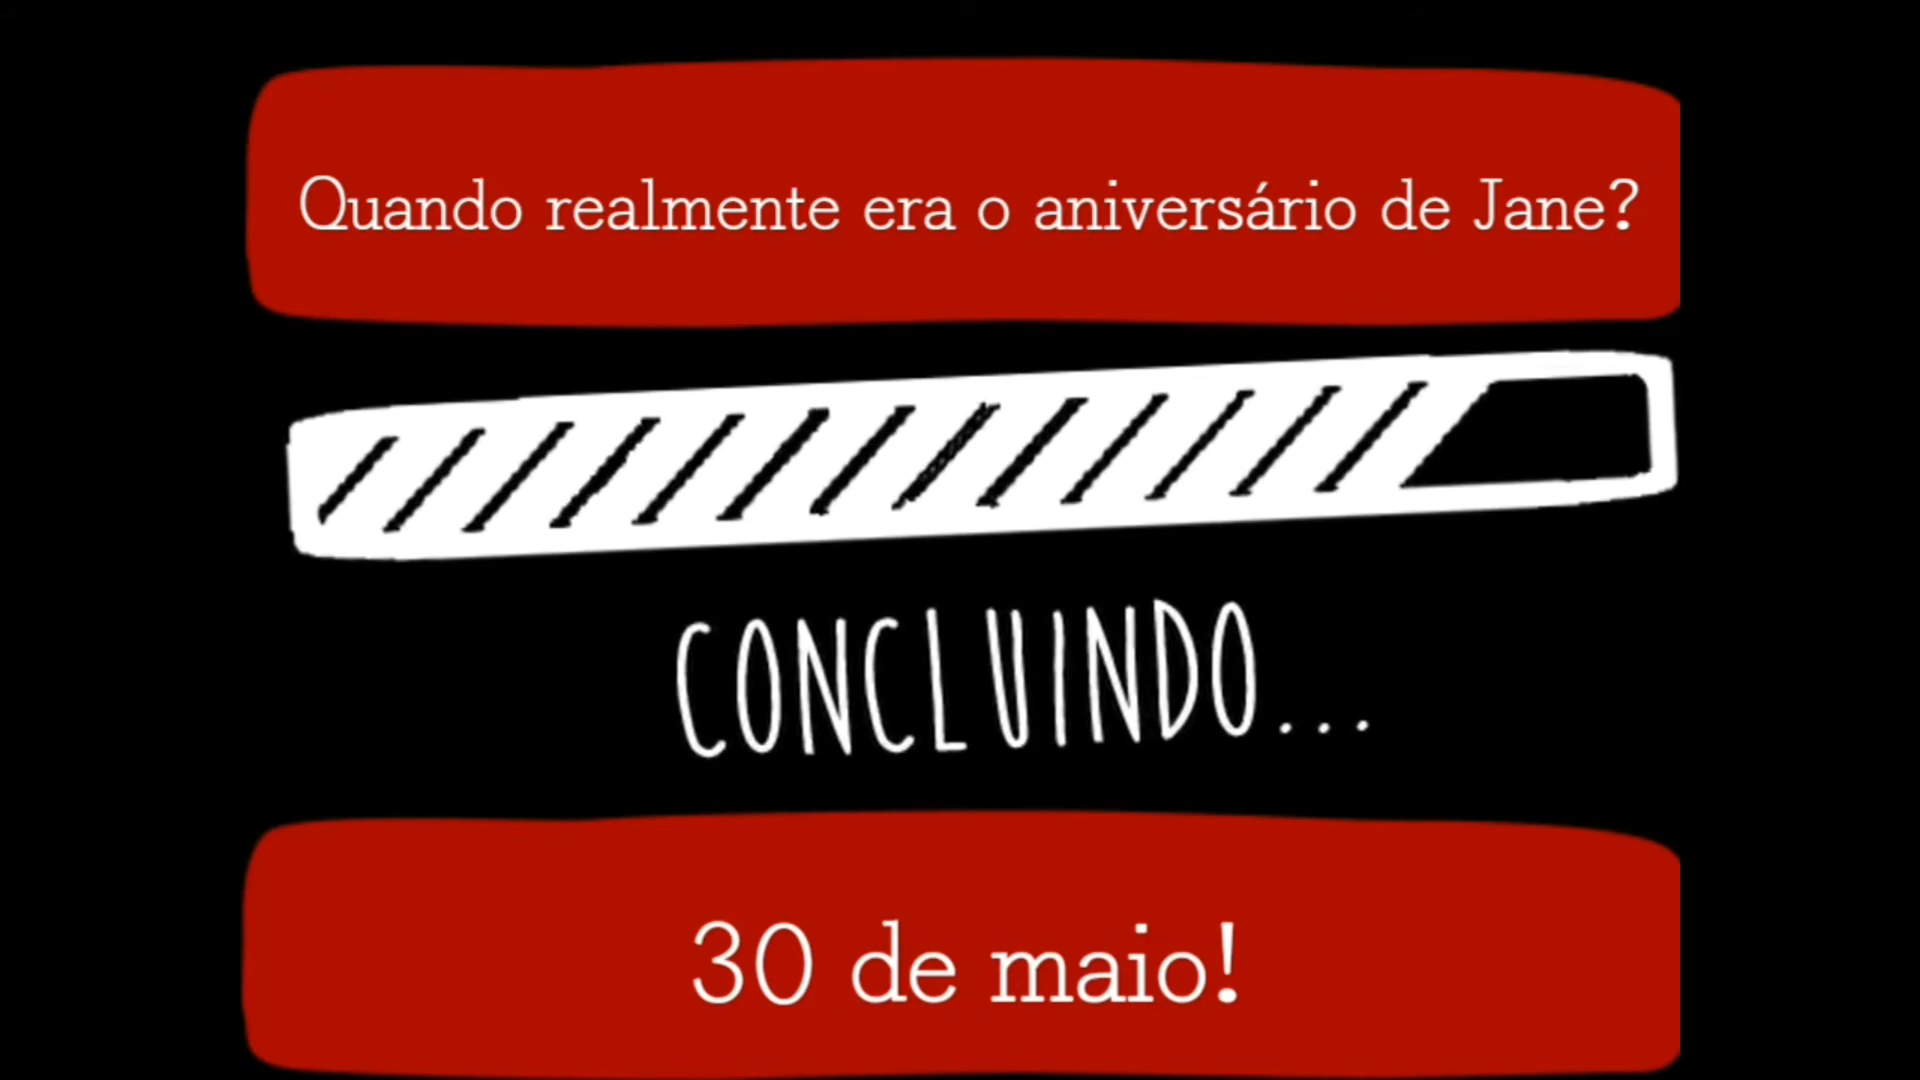 Quando realmente era o aniversário de Jane?
CONCLUINDO...
30 de maio!